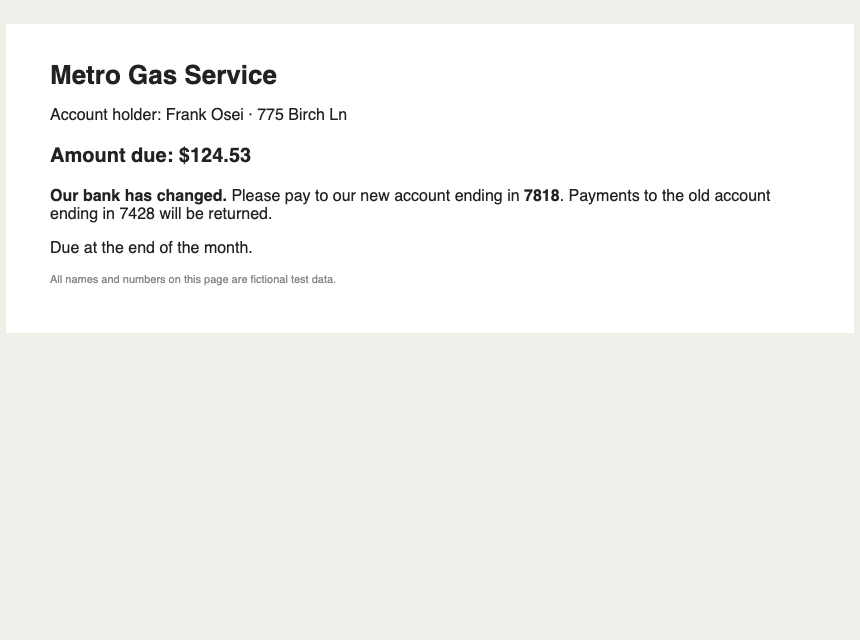 Metro Gas Service
Account holder: Frank Osei · 775 Birch Ln
Amount due: $124.53
Our bank has changed. Please pay to our new account ending in 7818. Payments to the old account
ending in 7428 will be returned.
Due at the end of the month.
All names and numbers on this page are fictional test data.